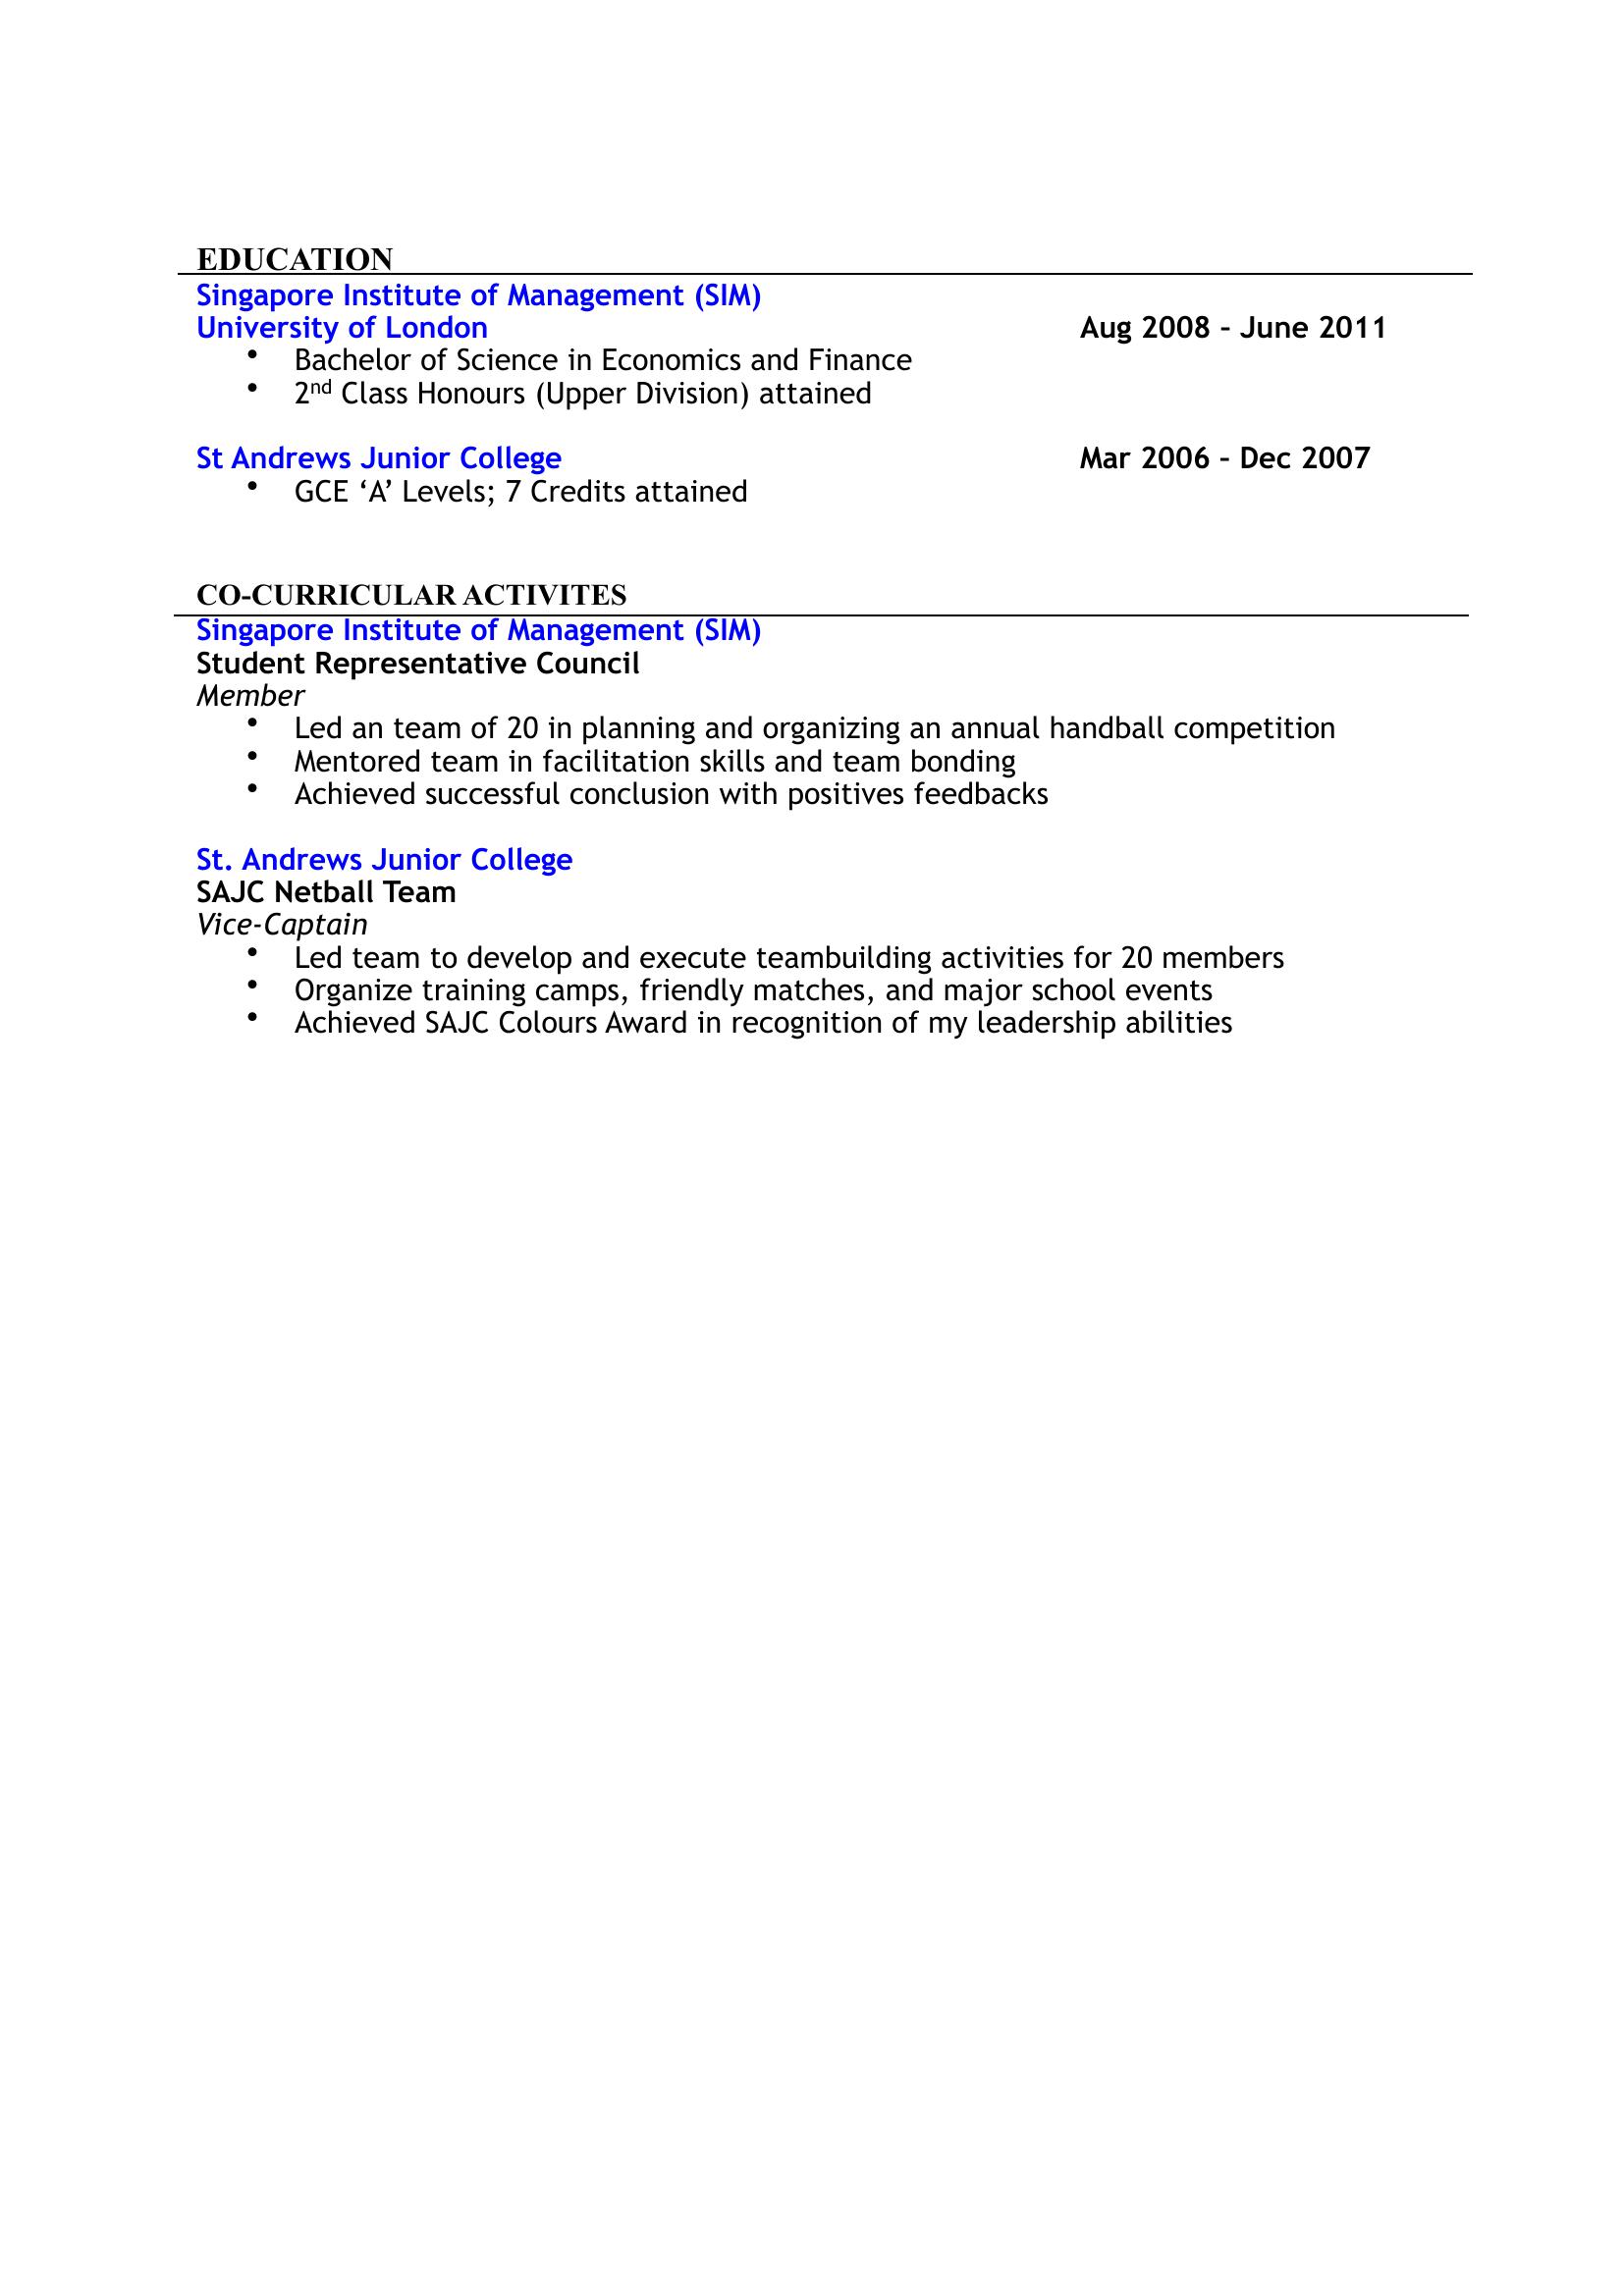 EDUCATION
Singapore Institute of Management (SIM)
University of London Aug 2008 – June 2011
• Bachelor of Science in Economics and Finance
• 2nd Class Honours (Upper Division) attained
St Andrews Junior College Mar 2006 – Dec 2007
• GCE ‘A’ Levels; 7 Credits attained
CO-CURRICULAR ACTIVITES
Singapore Institute of Management (SIM)
Student Representative Council
Member
• Led an team of 20 in planning and organizing an annual handball competition
• Mentored team in facilitation skills and team bonding
• Achieved successful conclusion with positives feedbacks
St. Andrews Junior College
SAJC Netball Team
Vice-Captain
• Led team to develop and execute teambuilding activities for 20 members
• Organize training camps, friendly matches, and major school events
• Achieved SAJC Colours Award in recognition of my leadership abilities